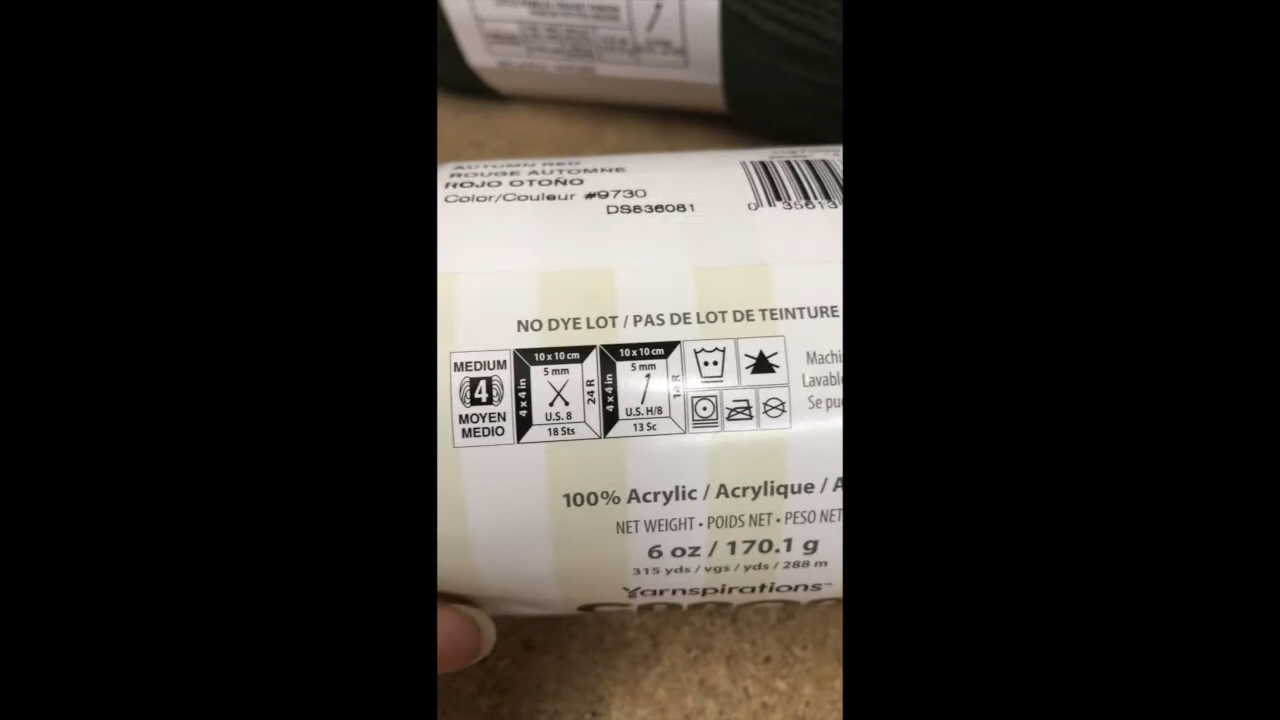 AUTUMN RED
ROUGE AUTOMNE
ROJO OTOÑO
Color/Couleur #9730
DS836081
0 35613
NO DYE LOT / PAS DE LOT DE TEINTURE
MEDIUM
4
MOYEN
MEDIO
10 x 10 cm
4 x 4 in
5 mm
24 R
U.S. 8
18 Sts
10 x 10 cm
4 x 4 in
5 mm
U.S. H/8
13 Sc
Machi
Lavabl
Se pu
100% Acrylic / Acrylique / A
NET WEIGHT • POIDS NET • PESO NET
6 oz / 170.1 g
315 yds / vgs / yds / 288 m
Yarnspirations™